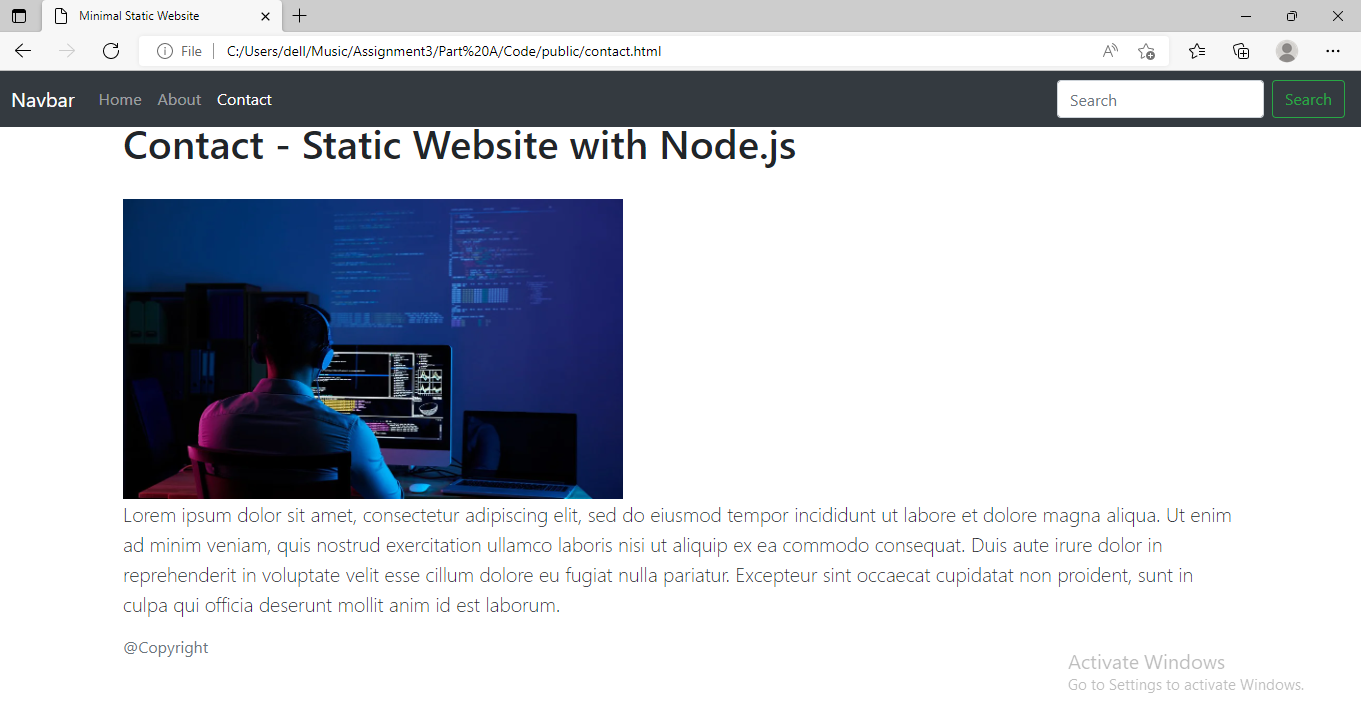 Minimal Static Website
File
C:/Users/dell/Music/Assignment3/Part%20A/Code/public/contact.html
Navbar Home About Contact Search Search
Contact - Static Website with Node.js
Lorem ipsum dolor sit amet, consectetur adipiscing elit, sed do eiusmod tempor incididunt ut labore et dolore magna aliqua. Ut enim
ad minim veniam, quis nostrud exercitation ullamco laboris nisi ut aliquip ex ea commodo consequat. Duis aute irure dolor in
reprehenderit in voluptate velit esse cillum dolore eu fugiat nulla pariatur. Excepteur sint occaecat cupidatat non proident, sunt in
culpa qui officia deserunt mollit anim id est laborum.
@Copyright
Activate Windows
Go to Settings to activate Windows.